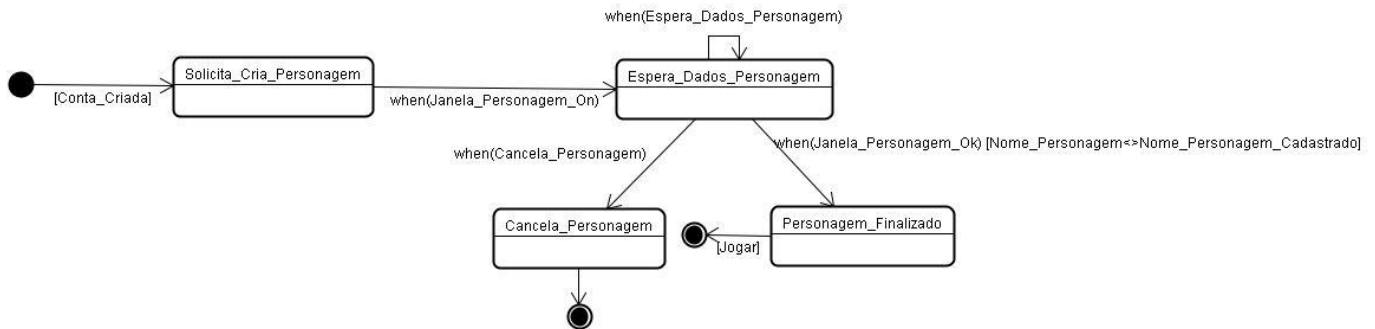 when(Espera_Dados_Personagem)
Solicita_Cria_Personagem
Espera_Dados_Personagem
[Conta_Criada]
when(Janela_Personagem_On)
when(Cancela_Personagem)
when(Janela_Personagem_Ok) [Nome_Personagem<>Nome_Personagem_Cadastrado]
Cancela_Personagem
Personagem_Finalizado
[Jogar]